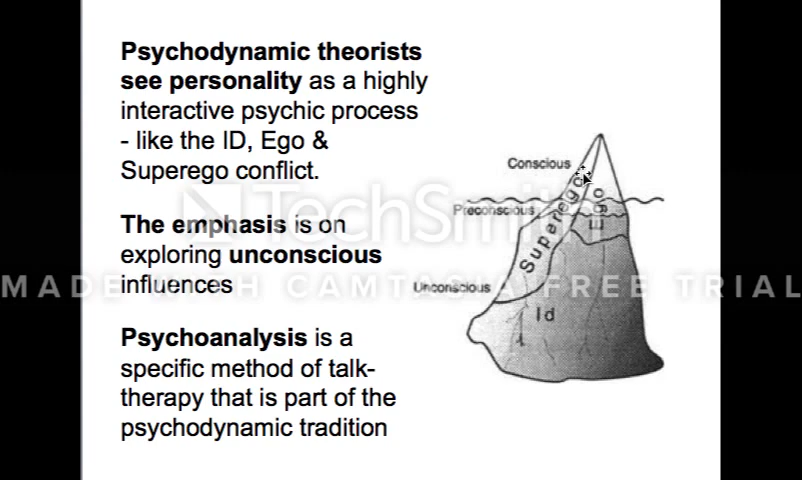 Psychodynamic theorists
see personality as a highly
interactive psychic process
- like the ID, Ego &
Superego conflict.
The emphasis is on
exploring unconscious
influences
Psychoanalysis is a
specific method of talk-
therapy that is part of the
psychodynamic tradition
Conscious
Preconscious
Unconscious
Superego
Ego
Id
TechSmith
MADE WITH CAMTASIA FREE TRIAL